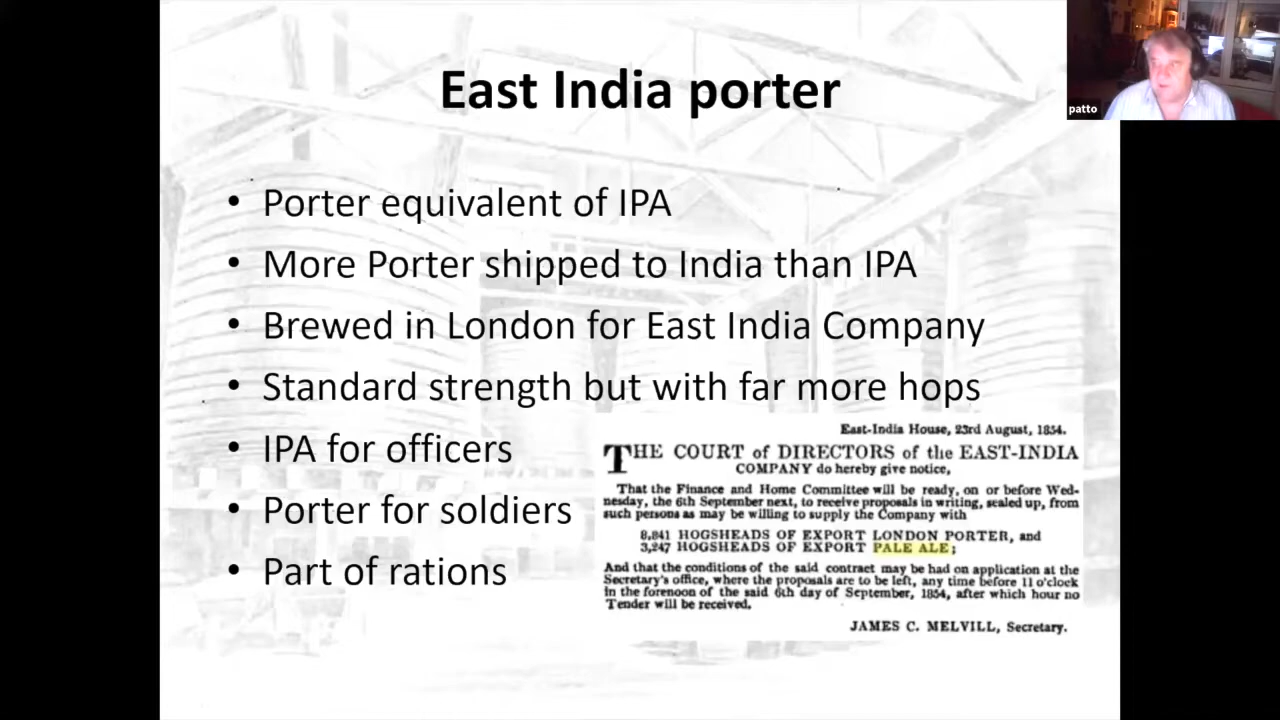 East India porter
patto
• Porter equivalent of IPA
• More Porter shipped to India than IPA
• Brewed in London for East India Company
• Standard strength but with far more hops
• IPA for officers
• Porter for soldiers
• Part of rations
East-India House, 23rd August, 1854.
THE COURT of DIRECTORS of the EAST-INDIA
COMPANY do hereby give notice,
That the Finance and Home Committee will be ready, on or before Wed-
nesday, the 6th September next, to receive proposals in writing, sealed up, from
such persons as may be willing to supply the Company with
8,841 HOGSHEADS OF EXPORT LONDON PORTER, and
3,247 HOGSHEADS OF EXPORT PALE ALE;
And that the conditions of the said contract may be had on application at the
Secretary's office, where the proposals are to be left, any time before 11 o'clock
in the forenoon of the said 6th day of September, 1854, after which hour no
Tender will be received.
JAMES C. MELVILL, Secretary.